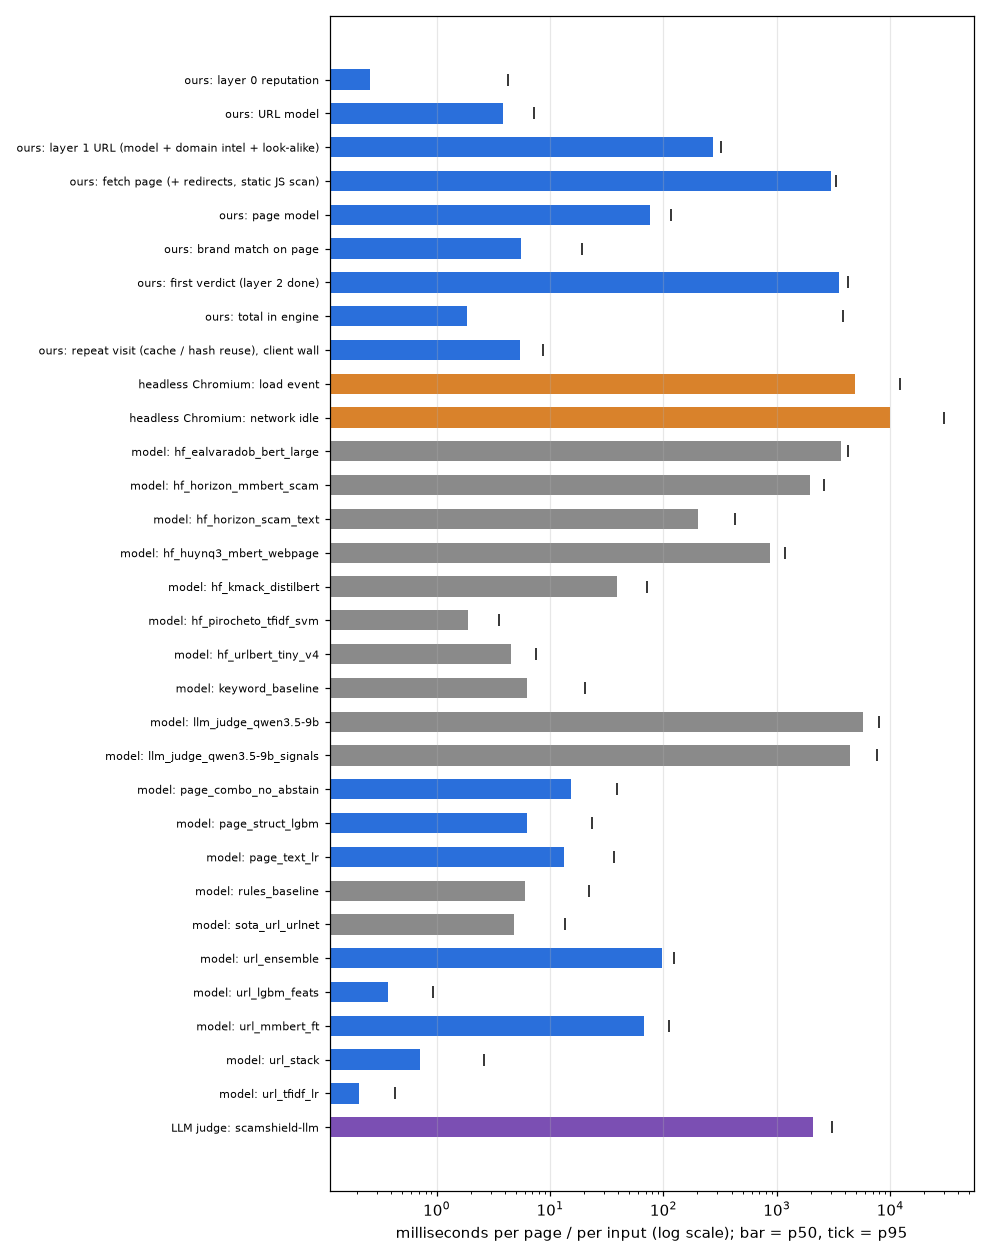 ours: layer 0 reputation
ours: URL model
ours: layer 1 URL (model + domain intel + look-alike)
ours: fetch page (+ redirects, static JS scan)
ours: page model
ours: brand match on page
ours: first verdict (layer 2 done)
ours: total in engine
ours: repeat visit (cache / hash reuse), client wall
headless Chromium: load event
headless Chromium: network idle
model: hf_ealvaradob_bert_large
model: hf_horizon_mmbert_scam
model: hf_horizon_scam_text
model: hf_huynq3_mbert_webpage
model: hf_kmack_distilbert
model: hf_pirocheto_tfidf_svm
model: hf_urlbert_tiny_v4
model: keyword_baseline
model: llm_judge_qwen3.5-9b
model: llm_judge_qwen3.5-9b_signals
model: page_combo_no_abstain
model: page_struct_lgbm
model: page_text_lr
model: rules_baseline
model: sota_url_urlnet
model: url_ensemble
model: url_lgbm_feats
model: url_mmbert_ft
model: url_stack
model: url_tfidf_lr
LLM judge: scamshield-llm
10⁰ 10¹ 10² 10³ 10⁴
milliseconds per page / per input (log scale); bar = p50, tick = p95